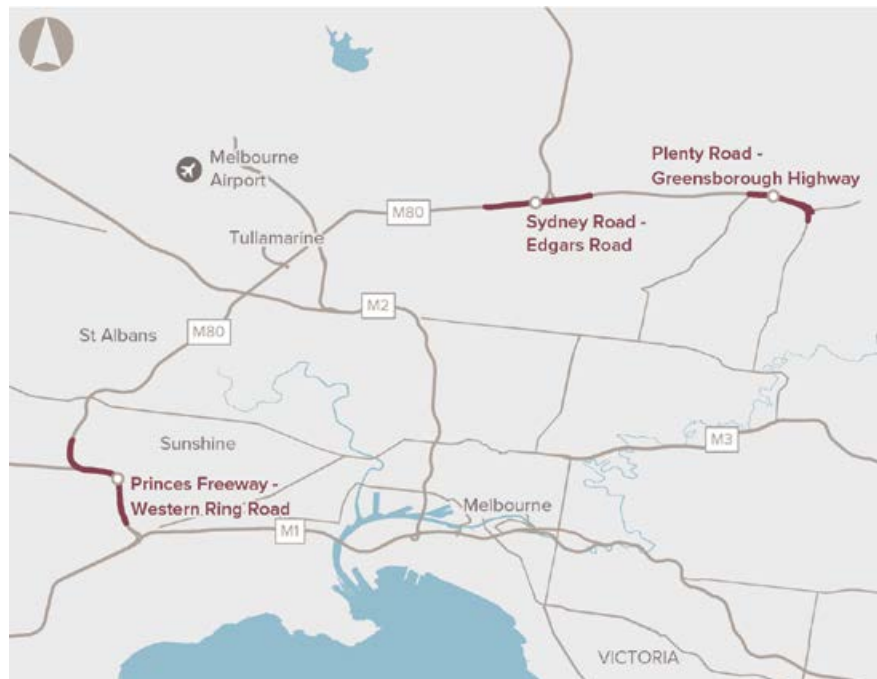 Melbourne
Airport
Plenty Road -
Greensborough Highway
M80
Sydney Road -
Edgars Road
Tullamarine
M2
M80
St Albans
M3
Sunshine
Princes Freeway -
Western Ring Road
Melbourne
M1
VICTORIA